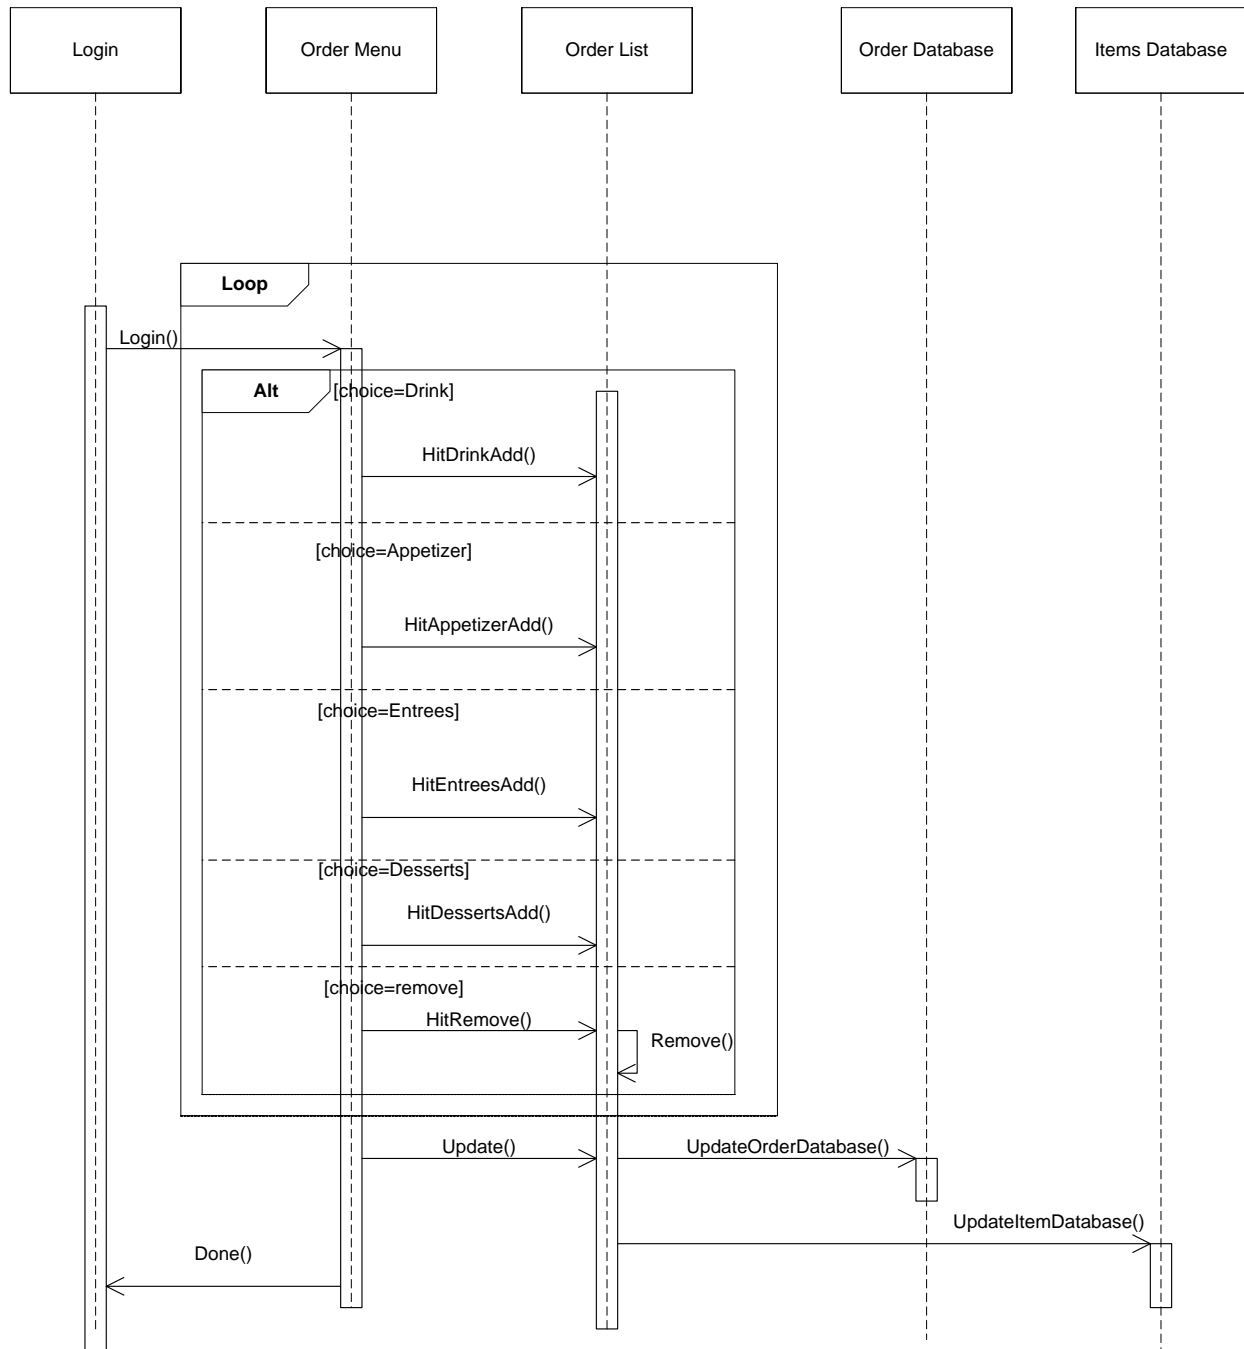 Login
Order Menu
Order List
Order Database
Items Database
Loop
Login()
Alt
[choice=Drink]
HitDrinkAdd()
[choice=Appetizer]
HitAppetizerAdd()
[choice=Entrees]
HitEntreesAdd()
[choice=Desserts]
HitDessertsAdd()
[choice=remove]
HitRemove()
Remove()
Update()
UpdateOrderDatabase()
UpdateItemDatabase()
Done()